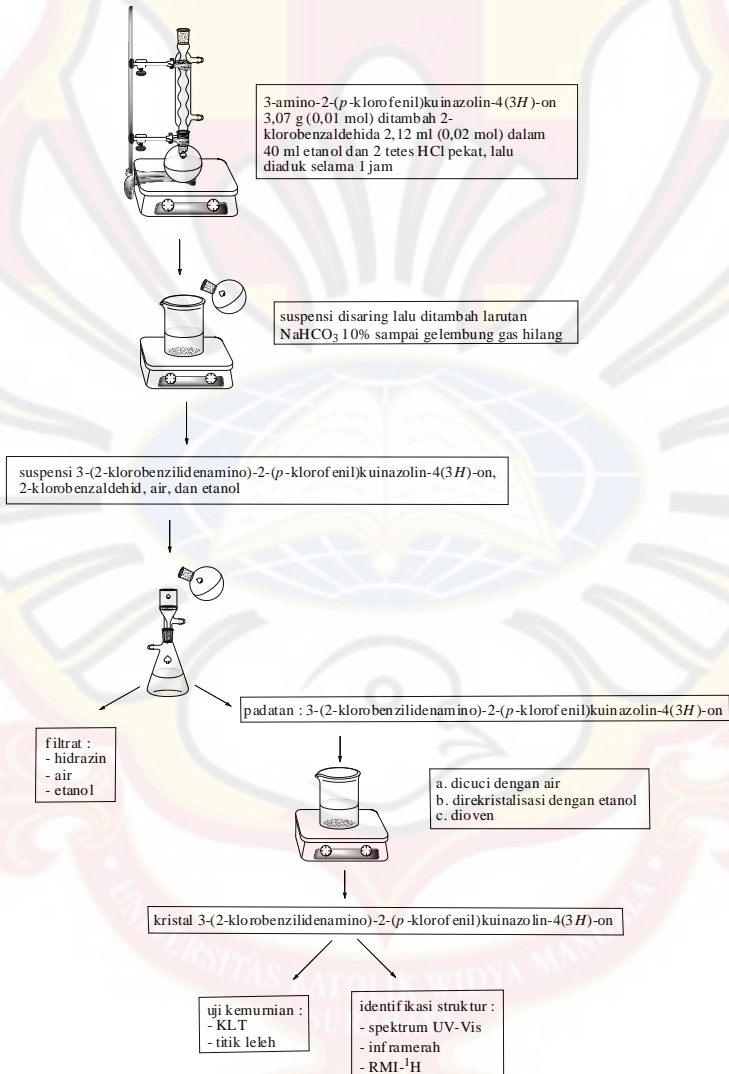 3-amino-2-(p-klorofenil)kuinazolin-4(3H)-on
3,07 g (0,01 mol) ditambah 2-
klorobenzaldehida 2,12 ml (0,02 mol) dalam
40 ml etanol dan 2 tetes HCl pekat, lalu
diaduk selama 1 jam
suspensi disaring lalu ditambah larutan
NaHCO3 10% sampai gelembung gas hilang
suspensi 3-(2-klorobenzilidenamino)-2-(p-klorofenil)kuinazolin-4(3H)-on,
2-klorobenzaldehid, air, dan etanol
padatan : 3-(2-klorobenzilidenamino)-2-(p-klorofenil)kuinazolin-4(3H)-on
filtrat :
- hidrazin
- air
- etanol
a. dicuci dengan air
b. direkristalisasi dengan etanol
c. dioven
kristal 3-(2-klorobenzilidenamino)-2-(p-klorofenil)kuinazolin-4(3H)-on
uji kemurnian :
- KLT
- titik leleh
identifikasi struktur :
- spektrum UV-Vis
- inframerah
- RMI-1H
UNIVERSITAS KATOLIK WIDYA MANDALA